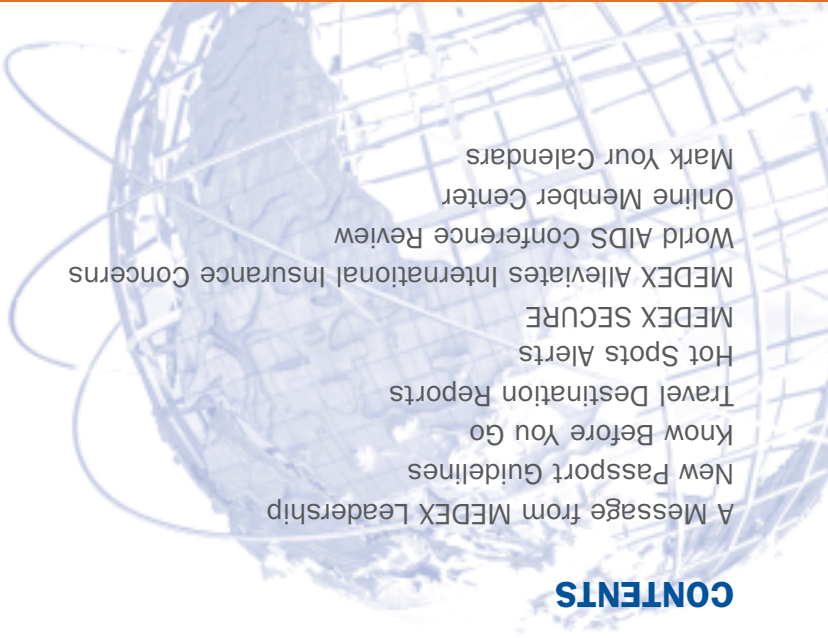 CONTENTS
A Message from MEDEX Leadership
New Passport Guidelines
Know Before You Go
Travel Destination Reports
Hot Spots Alerts
MEDEX SECURE
MEDEX Alleviates International Insurance Concerns
World AIDS Conference Review
Online Member Center
Mark Your Calendars